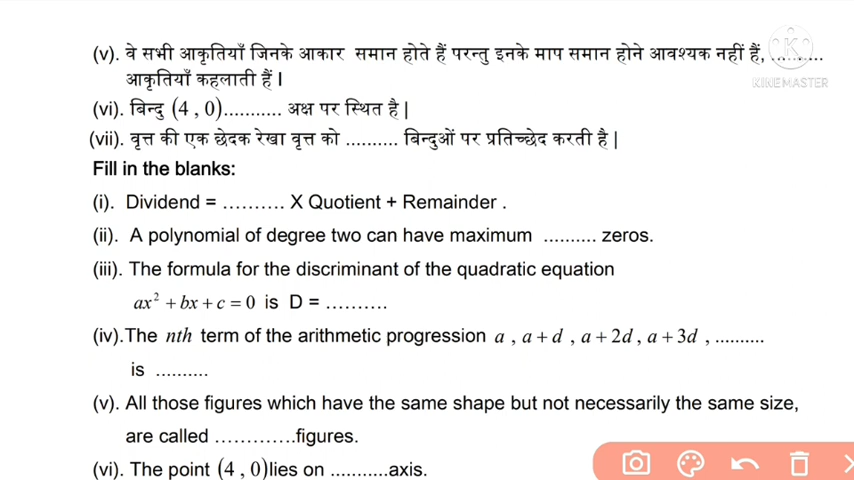 (v). वे सभी आकृतियाँ जिनके आकार समान होते हैं परन्तु इनके माप समान होने आवश्यक नहीं हैं, .........
आकृतियाँ कहलाती हैं।
(vi). बिन्दु (4 , 0)........... अक्ष पर स्थित है |
(vii). वृत्त की एक छेदक रेखा वृत्त को .......... बिन्दुओं पर प्रतिच्छेद करती है |
Fill in the blanks:
(i). Dividend = .......... X Quotient + Remainder .
(ii). A polynomial of degree two can have maximum .......... zeros.
(iii). The formula for the discriminant of the quadratic equation
ax² + bx + c = 0 is D = ..........
(iv).The nth term of the arithmetic progression a , a + d , a + 2d , a + 3d , ..........
is ..........
(v). All those figures which have the same shape but not necessarily the same size,
are called .............figures.
(vi). The point (4 , 0)lies on ...........axis.
K
KINEMASTER